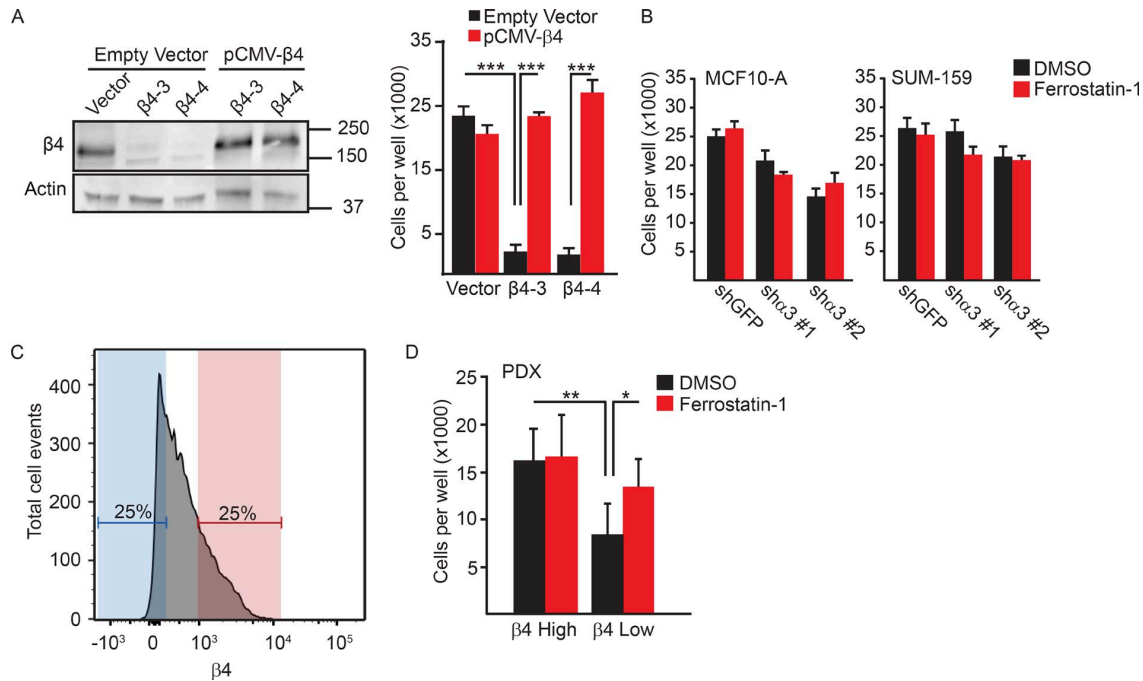 A
Empty Vector pCMV-β4
Vector β4-3 β4-4 β4-3 β4-4
β4
250
150
Actin
37
Empty Vector
pCMV-β4
Cells per well (x1000)
35
25
15
5
*** *** ***
Vector β4-3 β4-4
B
DMSO
Ferrostatin-1
MCF10-A
35
30
25
20
15
10
5
Cells per well (x1000)
shGFP shα3 #1 shα3 #2
SUM-159
35
30
25
20
15
10
5
shGFP shα3 #1 shα3 #2
C
Total cell events
400
300
200
100
0
25% 25%
-10³ 0 10³ 10⁴ 10⁵
β4
D
PDX
DMSO
Ferrostatin-1
Cells per well (x1000)
25
20
15
10
5
** *
β4 High β4 Low